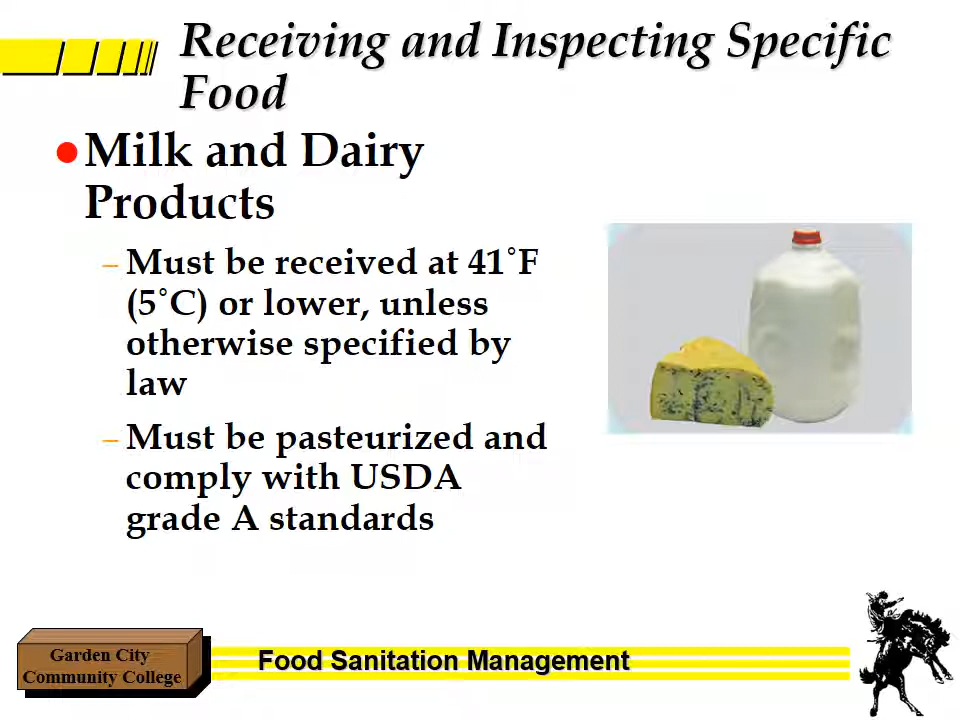 Receiving and Inspecting Specific
Food
●Milk and Dairy
Products
–Must be received at 41˚F
(5˚C) or lower, unless
otherwise specified by
law
–Must be pasteurized and
comply with USDA
grade A standards
Garden City
Community College
Food Sanitation Management